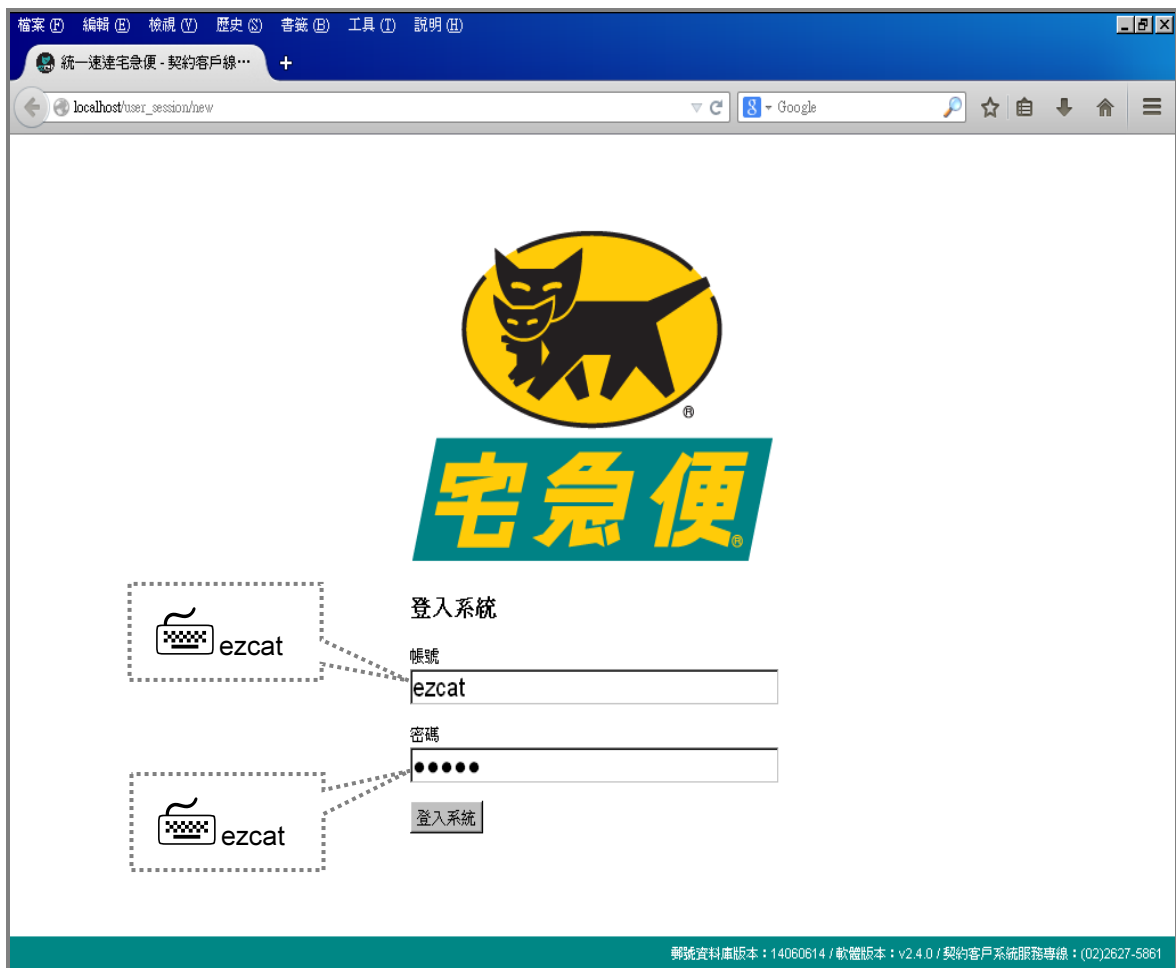 檔案(F) 編輯(E) 檢視(V) 歷史(S) 書籤(B) 工具(T) 說明(H)
統一速達宅急便 - 契約客戶線…
localhost/user_session/new
Google
宅急便
登入系統
帳號
ezcat
ezcat
密碼
●●●●●
ezcat
登入系統
郵號資料庫版本：14060614 / 軟體版本：v2.4.0 / 契約客戶系統服務專線：(02)2627-5861